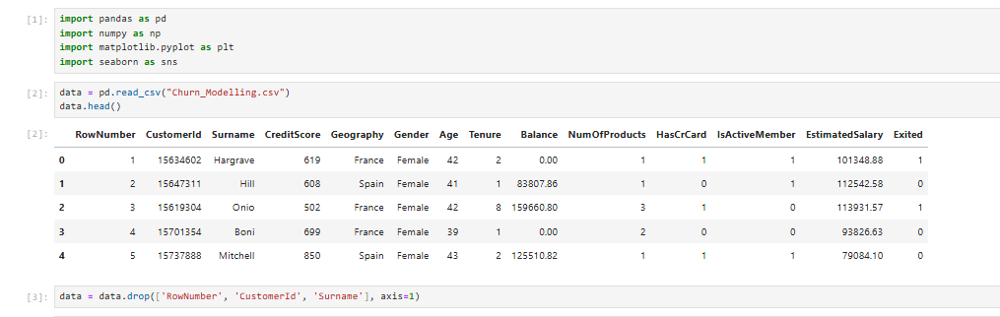 [1]: import pandas as pd
import numpy as np
import matplotlib.pyplot as plt
import seaborn as sns
[2]: data = pd.read_csv("Churn_Modelling.csv")
data.head()
[2]: RowNumber CustomerId Surname CreditScore Geography Gender Age Tenure Balance NumOfProducts HasCrCard IsActiveMember EstimatedSalary Exited
0 1 15634602 Hargrave 619 France Female 42 2 0.00 1 1 1 101348.88 1
1 2 15647311 Hill 608 Spain Female 41 1 83807.86 1 0 1 112542.58 0
2 3 15619304 Onio 502 France Female 42 8 159660.80 3 1 0 113931.57 1
3 4 15701354 Boni 699 France Female 39 1 0.00 2 0 0 93826.63 0
4 5 15737888 Mitchell 850 Spain Female 43 2 125510.82 1 1 1 79084.10 0
[3]: data = data.drop(['RowNumber', 'CustomerId', 'Surname'], axis=1)